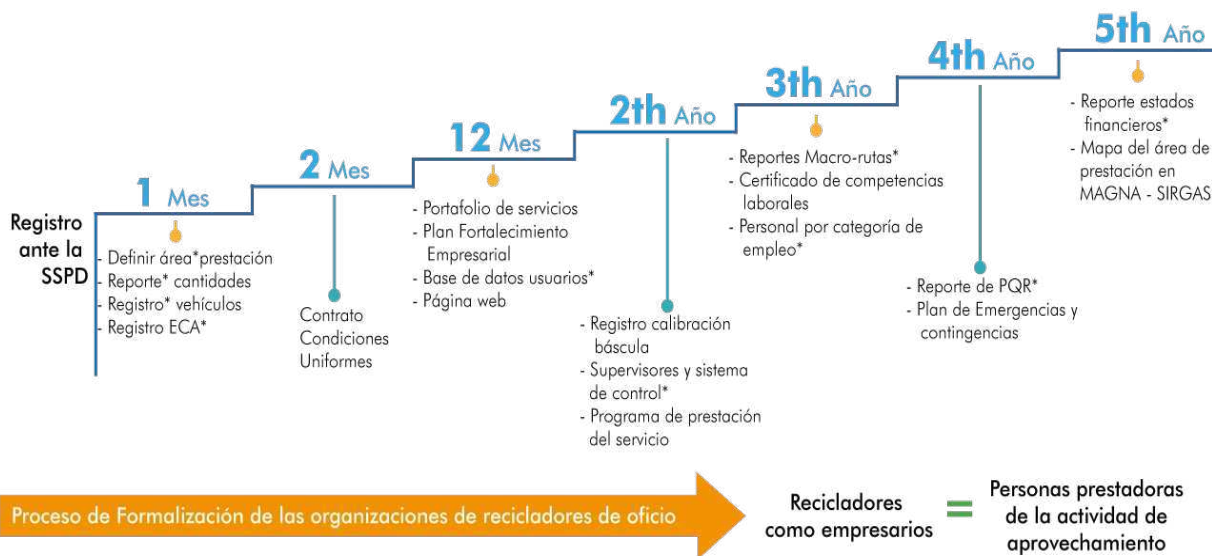 Registro
ante la
SSPD
1 Mes
- Definir área*prestación
- Reporte* cantidades
- Registro* vehículos
- Registro ECA*
2 Mes
Contrato
Condiciones
Uniformes
12 Mes
- Portafolio de servicios
- Plan Fortalecimiento
Empresarial
- Base de datos usuarios*
- Página web
2th Año
- Registro calibración
báscula
- Supervisores y sistema
de control*
- Programa de prestación
del servicio
3th Año
- Reportes Macro-rutas*
- Certificado de competencias
laborales
- Personal por categoría de
empleo*
4th Año
- Reporte de PQR*
- Plan de Emergencias y
contingencias
5th Año
- Reporte estados
financieros*
- Mapa del área de
prestación en
MAGNA - SIRGAS
Proceso de Formalización de las organizaciones de recicladores de oficio
Recicladores
como empresarios
=
Personas prestadoras
de la actividad de
aprovechamiento